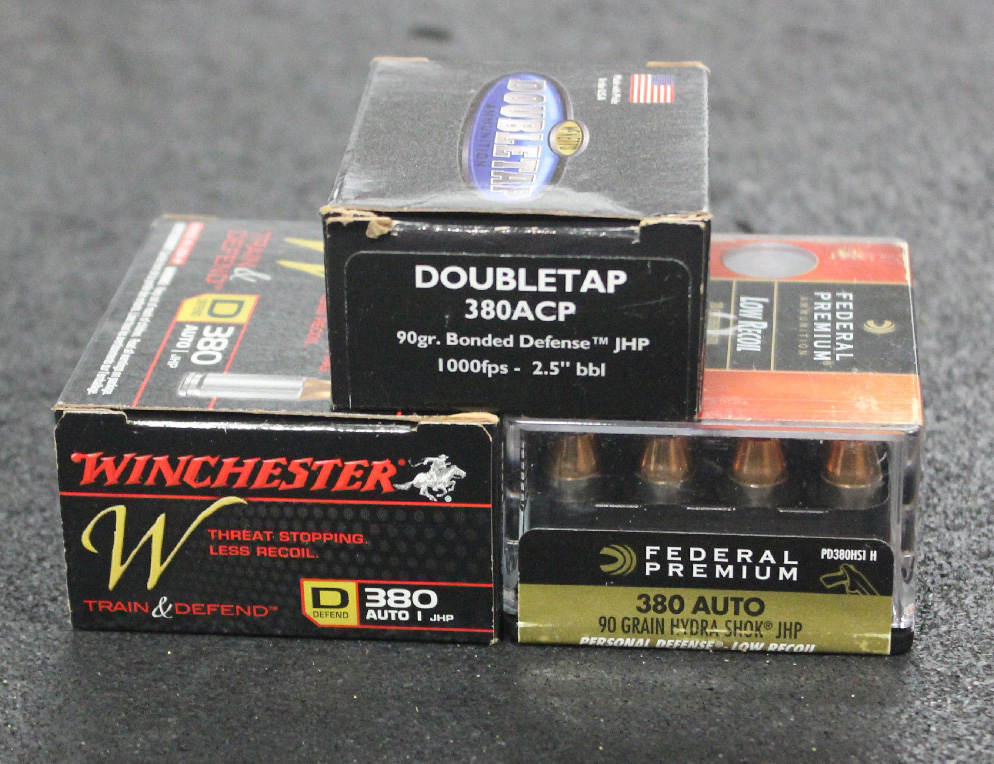 DOUBLETAP
AMMUNITION
DOUBLETAP
380ACP
90gr. Bonded Defense™ JHP
1000fps - 2.5" bbl
TRAIN &
DEFEND
D
380
AUTO JHP
FEDERAL
PREMIUM
AMMUNITION
LOW RECOIL
WINCHESTER®
W
THREAT STOPPING.
LESS RECOIL.
TRAIN & DEFEND™
D
DEFEND
380
AUTO | JHP
FEDERAL
PREMIUM
PD380HS1 H
380 AUTO
90 GRAIN HYDRA-SHOK® JHP
PERSONAL DEFENSE®-LOW RECOIL